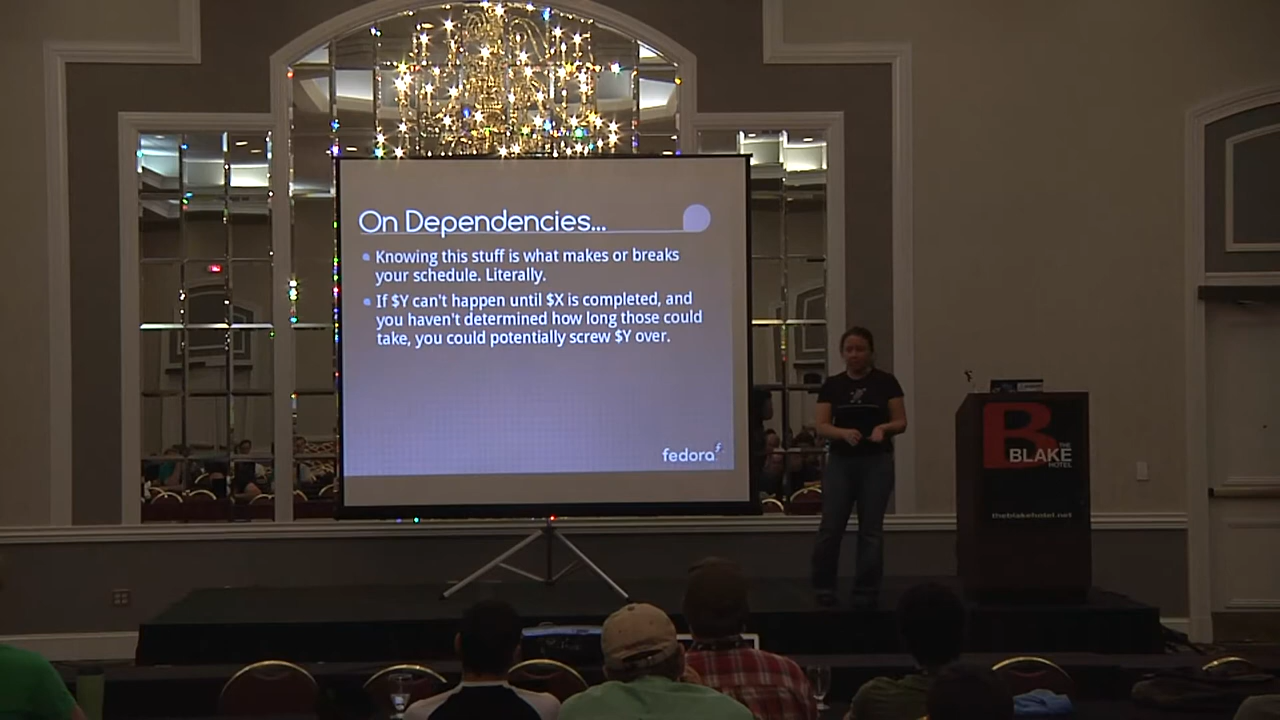 On Dependencies...
Knowing this stuff is what makes or breaks
your schedule. Literally.
If $Y can't happen until $X is completed, and
you haven't determined how long those could
take, you could potentially screw $Y over.
fedora
B
THE
BLAKE
HOTEL
theblakehotel.net